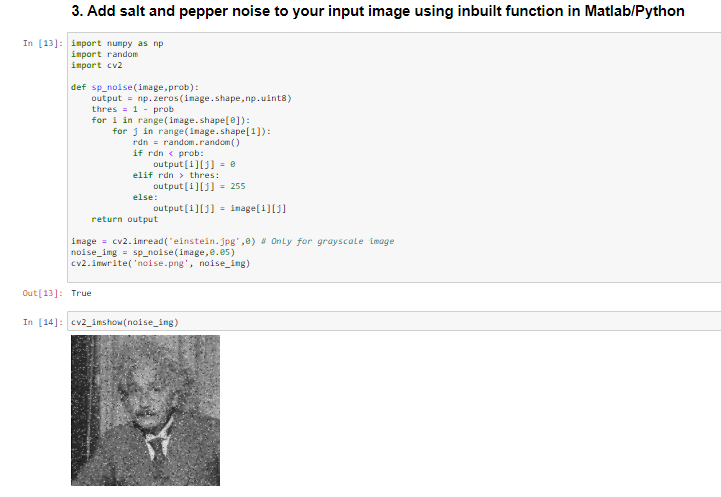 3. Add salt and pepper noise to your input image using inbuilt function in Matlab/Python
In [13]: import numpy as np
import random
import cv2
def sp_noise(image,prob):
output = np.zeros(image.shape,np.uint8)
thres = 1 - prob
for i in range(image.shape[0]):
for j in range(image.shape[1]):
rdn = random.random()
if rdn < prob:
output[i][j] = 0
elif rdn > thres:
output[i][j] = 255
else:
output[i][j] = image[i][j]
return output
image = cv2.imread('einstein.jpg',0) # Only for grayscale image
noise_img = sp_noise(image,0.05)
cv2.imwrite('noise.png', noise_img)
Out[13]: True
In [14]: cv2_imshow(noise_img)